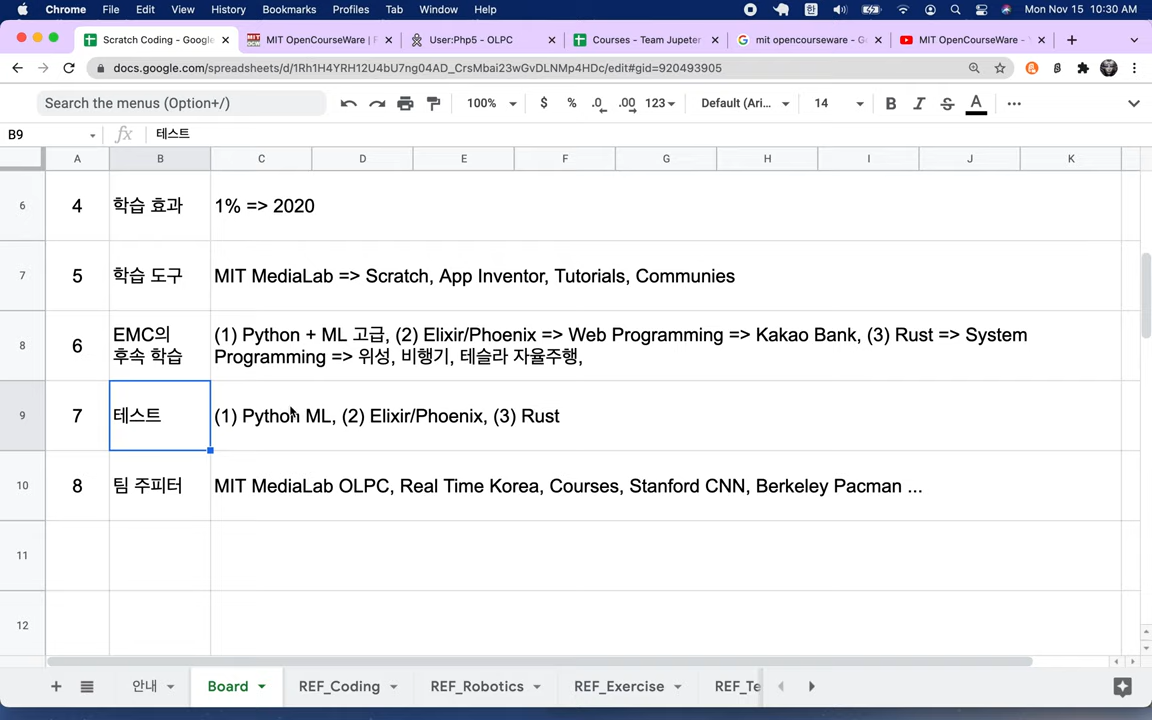 Chrome File Edit View History Bookmarks Profiles Tab Window Help 한 Mon Nov 15 10:30 AM
Scratch Coding - Google MIT OpenCourseWare | F User:Php5 - OLPC Courses - Team Jupeter mit opencourseware - G MIT OpenCourseWare -
docs.google.com/spreadsheets/d/1Rh1H4YRH12U4bU7ng04AD_CrsMbai23wGvDLNMp4HDc/edit#gid=920493905
Search the menus (Option+/) 100% $ % .0 .00 123 Default (Ari... 14 B I S A
B9 fx 테스트
A B C D E F G H I J K
6 4 학습 효과 1% => 2020
7 5 학습 도구 MIT MediaLab => Scratch, App Inventor, Tutorials, Communies
8 6 EMC의 후속 학습 (1) Python + ML 고급, (2) Elixir/Phoenix => Web Programming => Kakao Bank, (3) Rust => System
Programming => 위성, 비행기, 테슬라 자율주행,
9 7 테스트 (1) Python ML, (2) Elixir/Phoenix, (3) Rust
10 8 팀 주피터 MIT MediaLab OLPC, Real Time Korea, Courses, Stanford CNN, Berkeley Pacman ...
11
12
안내 Board REF_Coding REF_Robotics REF_Exercise REF_Te